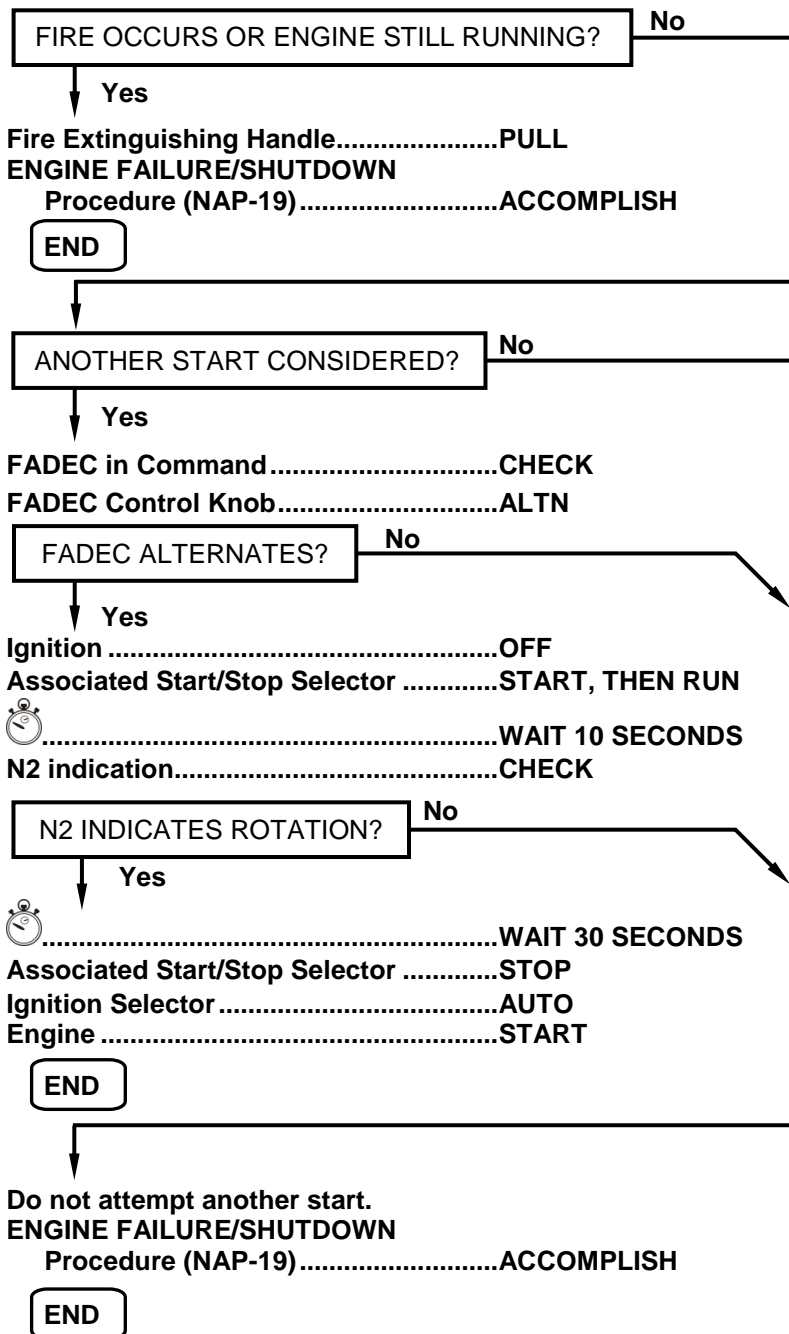 FIRE OCCURS OR ENGINE STILL RUNNING? No
Yes
Fire Extinguishing Handle......................PULL
ENGINE FAILURE/SHUTDOWN
Procedure (NAP-19)...........................ACCOMPLISH
END
ANOTHER START CONSIDERED? No
Yes
FADEC in Command...............................CHECK
FADEC Control Knob..............................ALTN
FADEC ALTERNATES? No
Yes
Ignition .....................................................OFF
Associated Start/Stop Selector .............START, THEN RUN
..............................................................WAIT 10 SECONDS
N2 indication............................................CHECK
N2 INDICATES ROTATION? No
Yes
..............................................................WAIT 30 SECONDS
Associated Start/Stop Selector .............STOP
Ignition Selector......................................AUTO
Engine ......................................................START
END
Do not attempt another start.
ENGINE FAILURE/SHUTDOWN
Procedure (NAP-19)...........................ACCOMPLISH
END